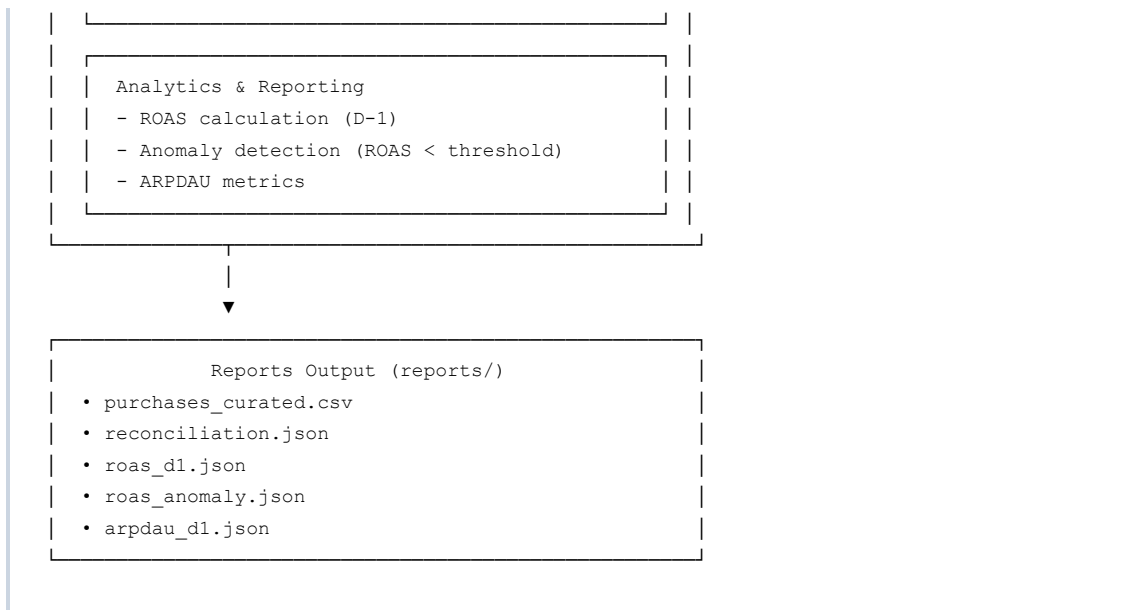 Analytics & Reporting
- ROAS calculation (D-1)
- Anomaly detection (ROAS < threshold)
- ARPDAU metrics
Reports Output (reports/)
• purchases_curated.csv
• reconciliation.json
• roas_d1.json
• roas_anomaly.json
• arpdau_d1.json